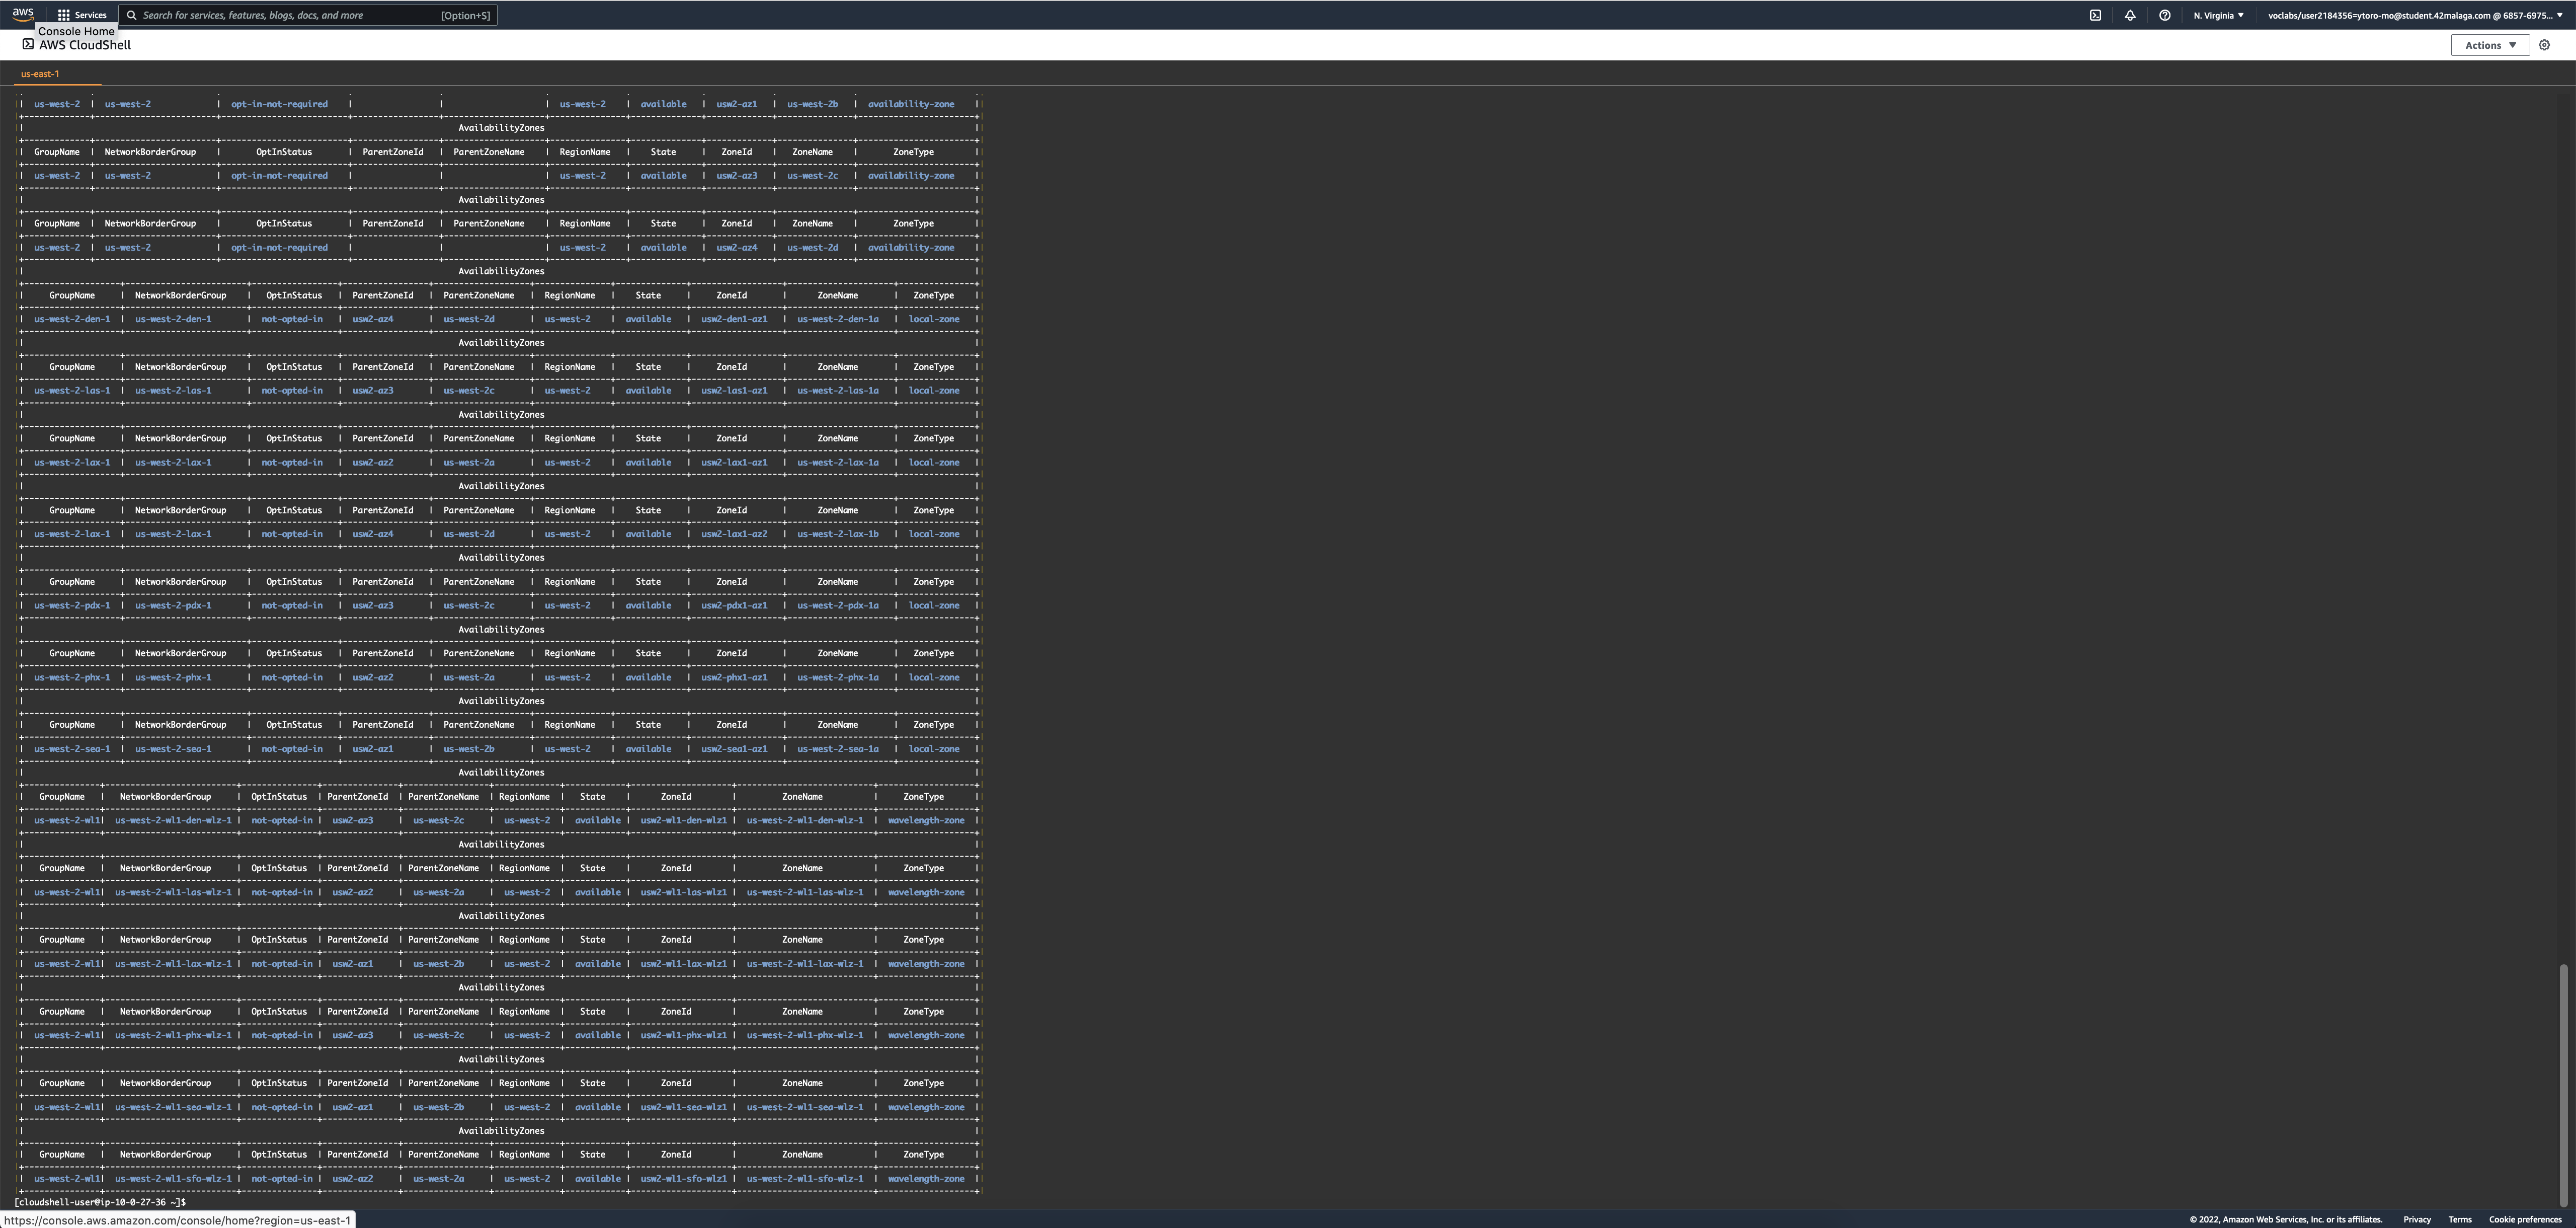 aws Services Search for services, features, blogs, docs, and more [Option+S] N. Virginia ▼ voclabs/user2184356=ytoro-mo@student.42malaga.com @ 6857-6975... ▼
Console Home
AWS CloudShell Actions ▼
us-east-1
| us-west-2 | us-west-2 | opt-in-not-required | | | us-west-2 | available | usw2-az1 | us-west-2b | availability-zone |
AvailabilityZones
| GroupName | NetworkBorderGroup | OptInStatus | ParentZoneId | ParentZoneName | RegionName | State | ZoneId | ZoneName | ZoneType |
| us-west-2 | us-west-2 | opt-in-not-required | | | us-west-2 | available | usw2-az3 | us-west-2c | availability-zone |
AvailabilityZones
| GroupName | NetworkBorderGroup | OptInStatus | ParentZoneId | ParentZoneName | RegionName | State | ZoneId | ZoneName | ZoneType |
| us-west-2 | us-west-2 | opt-in-not-required | | | us-west-2 | available | usw2-az4 | us-west-2d | availability-zone |
AvailabilityZones
| GroupName | NetworkBorderGroup | OptInStatus | ParentZoneId | ParentZoneName | RegionName | State | ZoneId | ZoneName | ZoneType |
| us-west-2-den-1 | us-west-2-den-1 | not-opted-in | usw2-az4 | us-west-2d | us-west-2 | available | usw2-den1-az1 | us-west-2-den-1a | local-zone |
AvailabilityZones
| GroupName | NetworkBorderGroup | OptInStatus | ParentZoneId | ParentZoneName | RegionName | State | ZoneId | ZoneName | ZoneType |
| us-west-2-las-1 | us-west-2-las-1 | not-opted-in | usw2-az3 | us-west-2c | us-west-2 | available | usw2-las1-az1 | us-west-2-las-1a | local-zone |
AvailabilityZones
| GroupName | NetworkBorderGroup | OptInStatus | ParentZoneId | ParentZoneName | RegionName | State | ZoneId | ZoneName | ZoneType |
| us-west-2-lax-1 | us-west-2-lax-1 | not-opted-in | usw2-az2 | us-west-2a | us-west-2 | available | usw2-lax1-az1 | us-west-2-lax-1a | local-zone |
AvailabilityZones
| GroupName | NetworkBorderGroup | OptInStatus | ParentZoneId | ParentZoneName | RegionName | State | ZoneId | ZoneName | ZoneType |
| us-west-2-lax-1 | us-west-2-lax-1 | not-opted-in | usw2-az4 | us-west-2d | us-west-2 | available | usw2-lax1-az2 | us-west-2-lax-1b | local-zone |
AvailabilityZones
| GroupName | NetworkBorderGroup | OptInStatus | ParentZoneId | ParentZoneName | RegionName | State | ZoneId | ZoneName | ZoneType |
| us-west-2-pdx-1 | us-west-2-pdx-1 | not-opted-in | usw2-az3 | us-west-2c | us-west-2 | available | usw2-pdx1-az1 | us-west-2-pdx-1a | local-zone |
AvailabilityZones
| GroupName | NetworkBorderGroup | OptInStatus | ParentZoneId | ParentZoneName | RegionName | State | ZoneId | ZoneName | ZoneType |
| us-west-2-phx-1 | us-west-2-phx-1 | not-opted-in | usw2-az2 | us-west-2a | us-west-2 | available | usw2-phx1-az1 | us-west-2-phx-1a | local-zone |
AvailabilityZones
| GroupName | NetworkBorderGroup | OptInStatus | ParentZoneId | ParentZoneName | RegionName | State | ZoneId | ZoneName | ZoneType |
| us-west-2-sea-1 | us-west-2-sea-1 | not-opted-in | usw2-az1 | us-west-2b | us-west-2 | available | usw2-sea1-az1 | us-west-2-sea-1a | local-zone |
AvailabilityZones
| GroupName | NetworkBorderGroup | OptInStatus | ParentZoneId | ParentZoneName | RegionName | State | ZoneId | ZoneName | ZoneType |
| us-west-2-wl1| us-west-2-wl1-den-wlz-1 | not-opted-in | usw2-az3 | us-west-2c | us-west-2 | available | usw2-wl1-den-wlz1 | us-west-2-wl1-den-wlz-1 | wavelength-zone |
AvailabilityZones
| GroupName | NetworkBorderGroup | OptInStatus | ParentZoneId | ParentZoneName | RegionName | State | ZoneId | ZoneName | ZoneType |
| us-west-2-wl1| us-west-2-wl1-las-wlz-1 | not-opted-in | usw2-az2 | us-west-2a | us-west-2 | available | usw2-wl1-las-wlz1 | us-west-2-wl1-las-wlz-1 | wavelength-zone |
AvailabilityZones
| GroupName | NetworkBorderGroup | OptInStatus | ParentZoneId | ParentZoneName | RegionName | State | ZoneId | ZoneName | ZoneType |
| us-west-2-wl1| us-west-2-wl1-lax-wlz-1 | not-opted-in | usw2-az1 | us-west-2b | us-west-2 | available | usw2-wl1-lax-wlz1 | us-west-2-wl1-lax-wlz-1 | wavelength-zone |
AvailabilityZones
| GroupName | NetworkBorderGroup | OptInStatus | ParentZoneId | ParentZoneName | RegionName | State | ZoneId | ZoneName | ZoneType |
| us-west-2-wl1| us-west-2-wl1-phx-wlz-1 | not-opted-in | usw2-az3 | us-west-2c | us-west-2 | available | usw2-wl1-phx-wlz1 | us-west-2-wl1-phx-wlz-1 | wavelength-zone |
AvailabilityZones
| GroupName | NetworkBorderGroup | OptInStatus | ParentZoneId | ParentZoneName | RegionName | State | ZoneId | ZoneName | ZoneType |
| us-west-2-wl1| us-west-2-wl1-sea-wlz-1 | not-opted-in | usw2-az1 | us-west-2b | us-west-2 | available | usw2-wl1-sea-wlz1 | us-west-2-wl1-sea-wlz-1 | wavelength-zone |
AvailabilityZones
| GroupName | NetworkBorderGroup | OptInStatus | ParentZoneId | ParentZoneName | RegionName | State | ZoneId | ZoneName | ZoneType |
| us-west-2-wl1| us-west-2-wl1-sfo-wlz-1 | not-opted-in | usw2-az2 | us-west-2a | us-west-2 | available | usw2-wl1-sfo-wlz1 | us-west-2-wl1-sfo-wlz-1 | wavelength-zone |
[cloudshell-user@ip-10-0-27-36 ~]$
https://console.aws.amazon.com/console/home?region=us-east-1 © 2022, Amazon Web Services, Inc. or its affiliates. Privacy Terms Cookie preferences